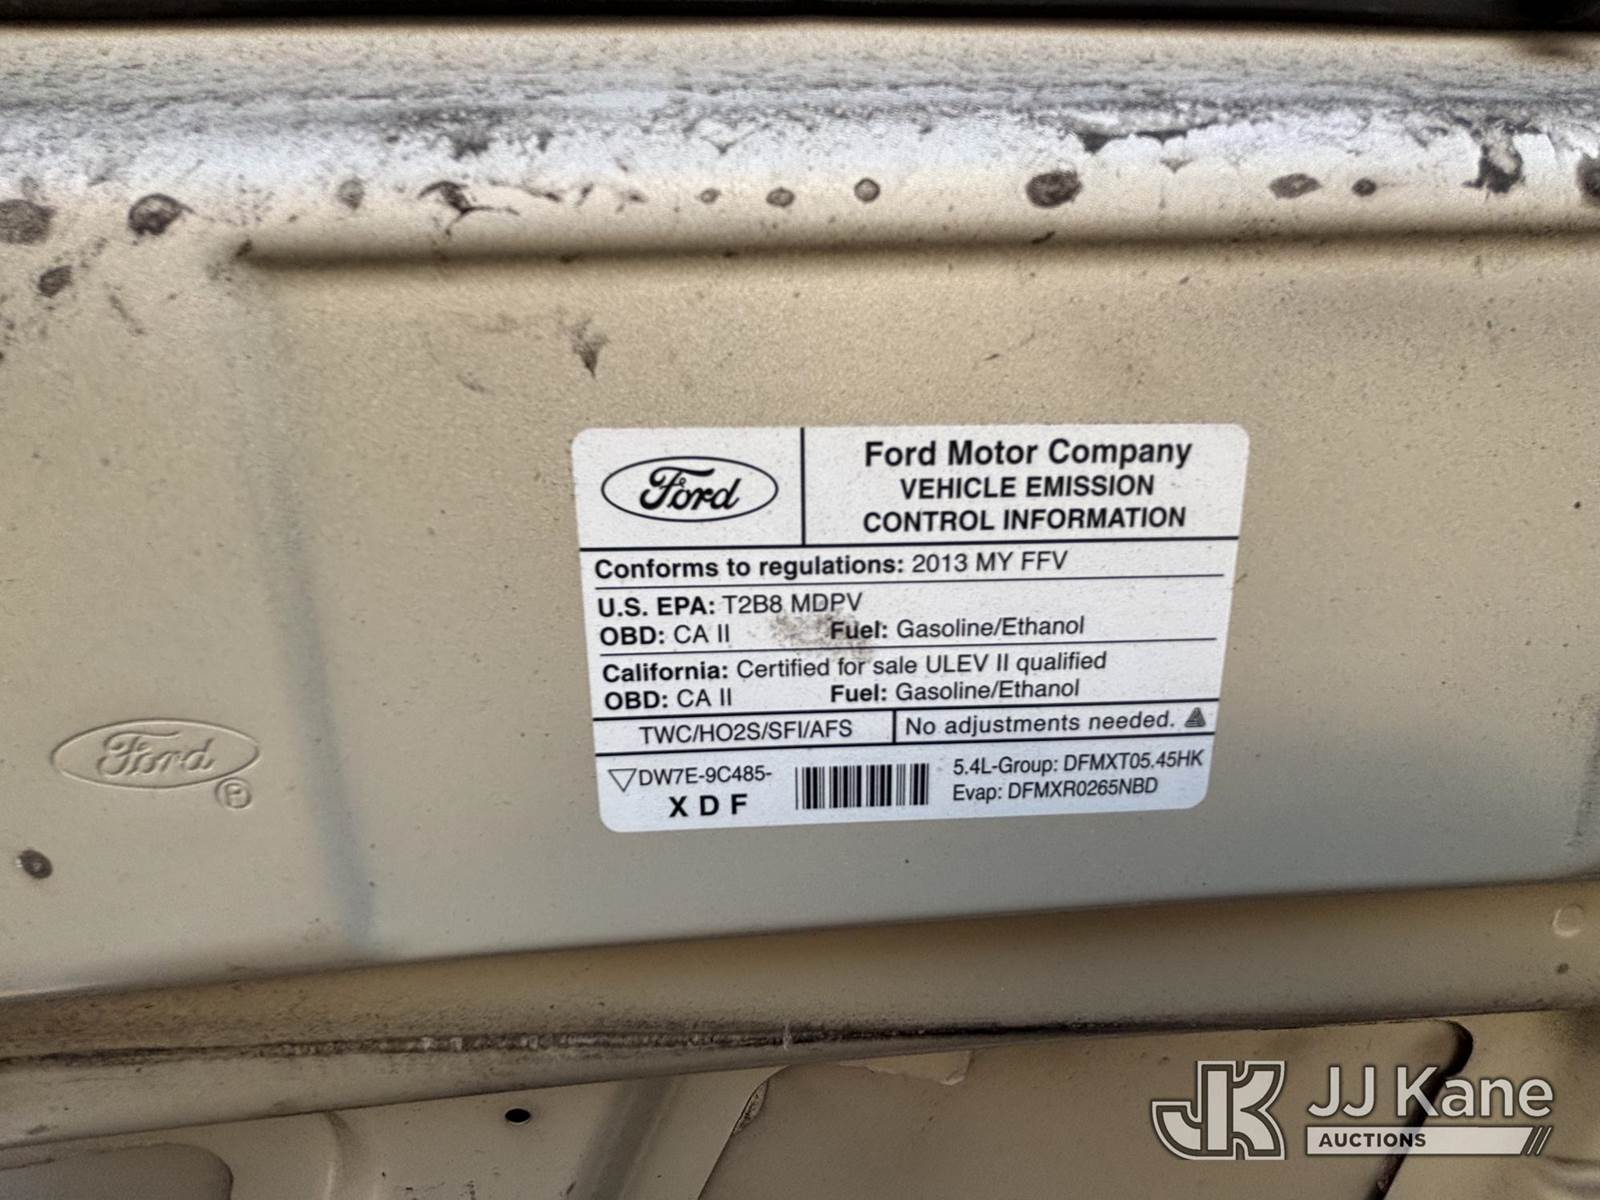 Ford
Ford Motor Company
VEHICLE EMISSION
CONTROL INFORMATION
Conforms to regulations: 2013 MY FFV
U.S. EPA: T2B8 MDPV
OBD: CA II Fuel: Gasoline/Ethanol
California: Certified for sale ULEV II qualified
OBD: CA II Fuel: Gasoline/Ethanol
TWC/HO2S/SFI/AFS No adjustments needed.
DW7E-9C485-
X D F
5.4L-Group: DFMXT05.45HK
Evap: DFMXR0265NBD
Ford
P
JK
JJ Kane
AUCTIONS